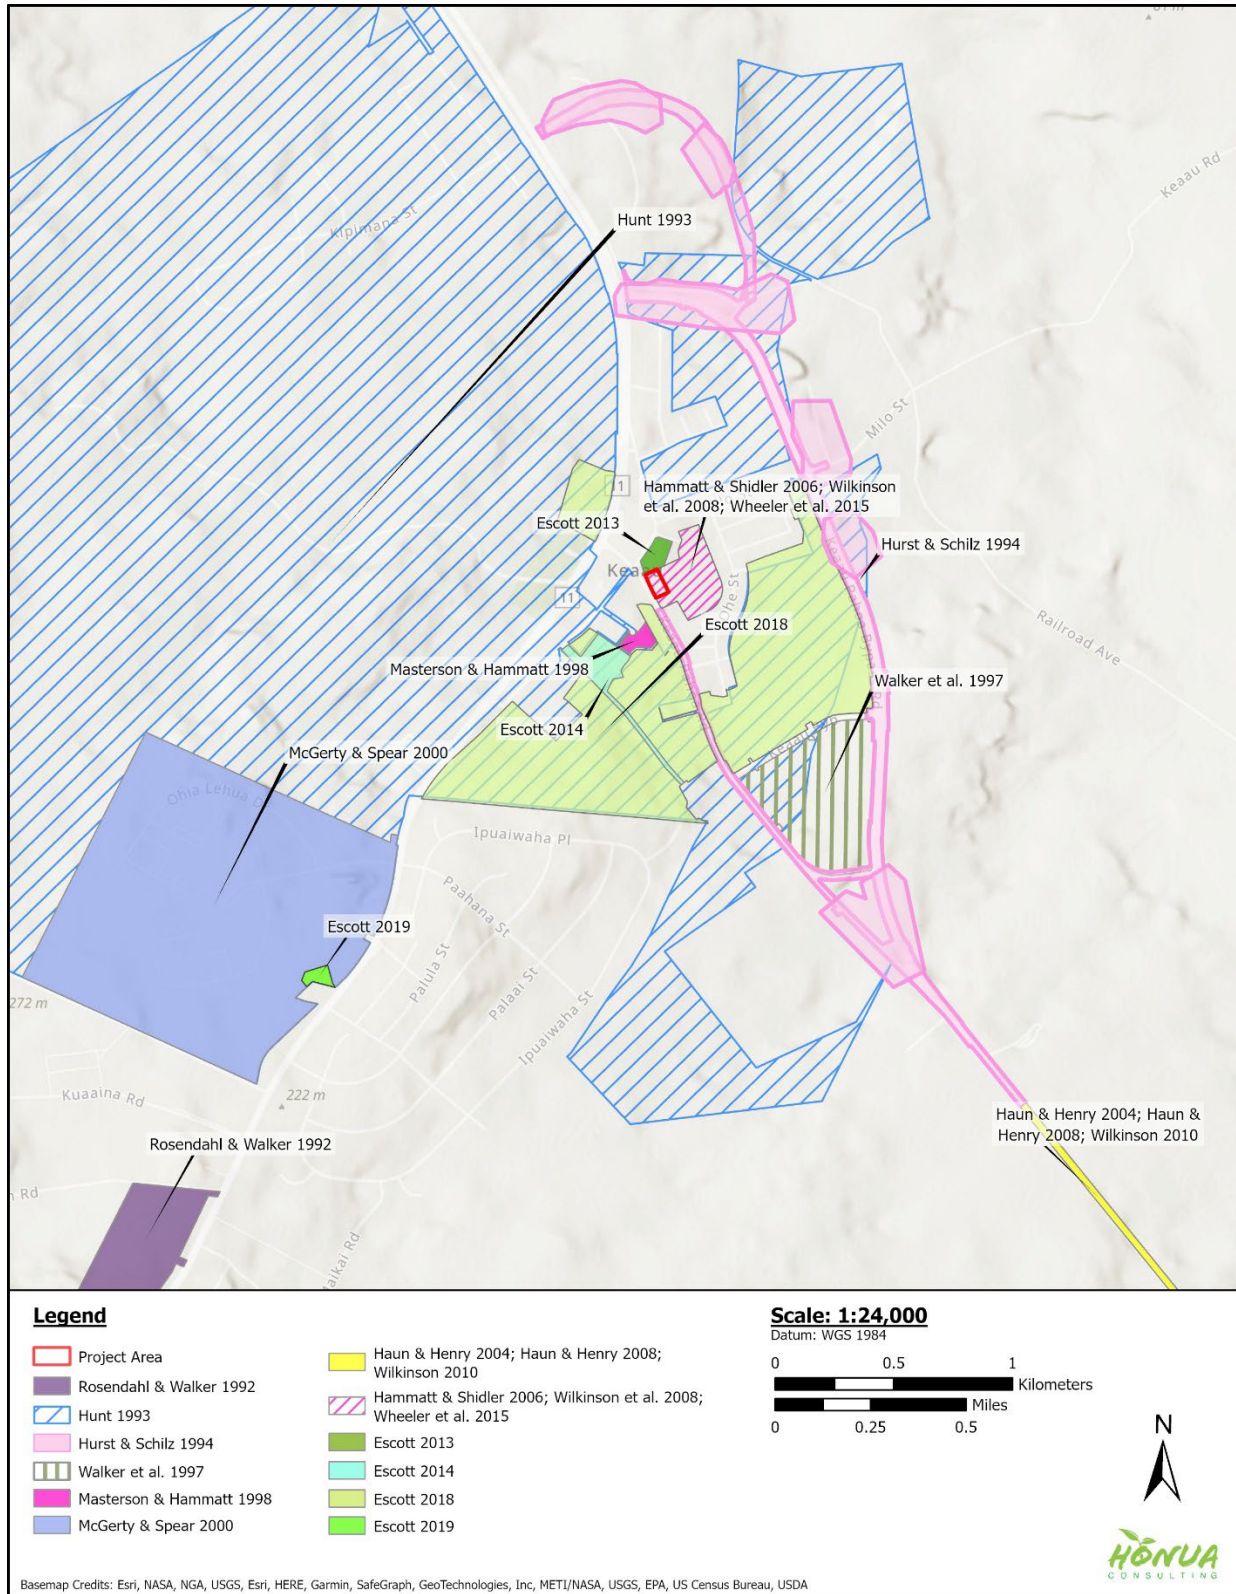 Keaau Rd
Hunt 1993
Kipimana St
Milo St
11
Hammatt & Shidler 2006; Wilkinson
et al. 2008; Wheeler et al. 2015
Escott 2013
Hurst & Schilz 1994
Keaau
11
Ohe St
Escott 2018
Railroad Ave
Masterson & Hammatt 1998
Walker et al. 1997
Escott 2014
McGerty & Spear 2000
Ipuaiwaha Pl
Paahana St
Escott 2019
Palula St
Palaai St
Ipuaiwaha St
272 m
Kuaaina Rd
222 m
Haun & Henry 2004; Haun &
Henry 2008; Wilkinson 2010
Rosendahl & Walker 1992
Legend
Project Area
Rosendahl & Walker 1992
Hunt 1993
Hurst & Schilz 1994
Walker et al. 1997
Masterson & Hammatt 1998
McGerty & Spear 2000
Haun & Henry 2004; Haun & Henry 2008;
Wilkinson 2010
Hammatt & Shidler 2006; Wilkinson et al. 2008;
Wheeler et al. 2015
Escott 2013
Escott 2014
Escott 2018
Escott 2019
Scale: 1:24,000
Datum: WGS 1984
0 0.5 1
Kilometers
Miles
0 0.25 0.5
N
HONUA
CONSULTING
Basemap Credits: Esri, NASA, NGA, USGS, Esri, HERE, Garmin, SafeGraph, GeoTechnologies, Inc, METI/NASA, USGS, EPA, US Census Bureau, USDA